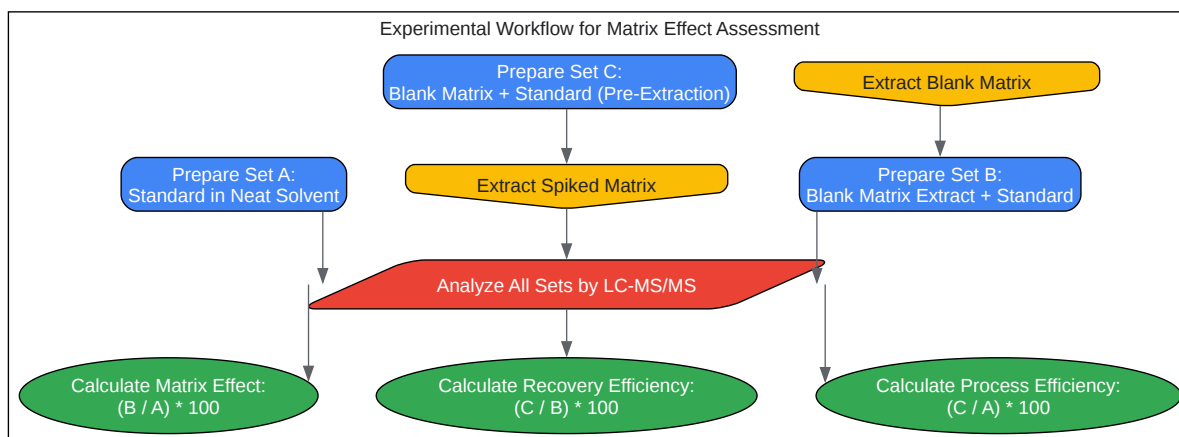 Experimental Workflow for Matrix Effect Assessment
Prepare Set C:
Blank Matrix + Standard (Pre-Extraction)
Extract Blank Matrix
Prepare Set A:
Standard in Neat Solvent
Extract Spiked Matrix
Prepare Set B:
Blank Matrix Extract + Standard
Analyze All Sets by LC-MS/MS
Calculate Matrix Effect:
(B / A) * 100
Calculate Recovery Efficiency:
(C / B) * 100
Calculate Process Efficiency:
(C / A) * 100